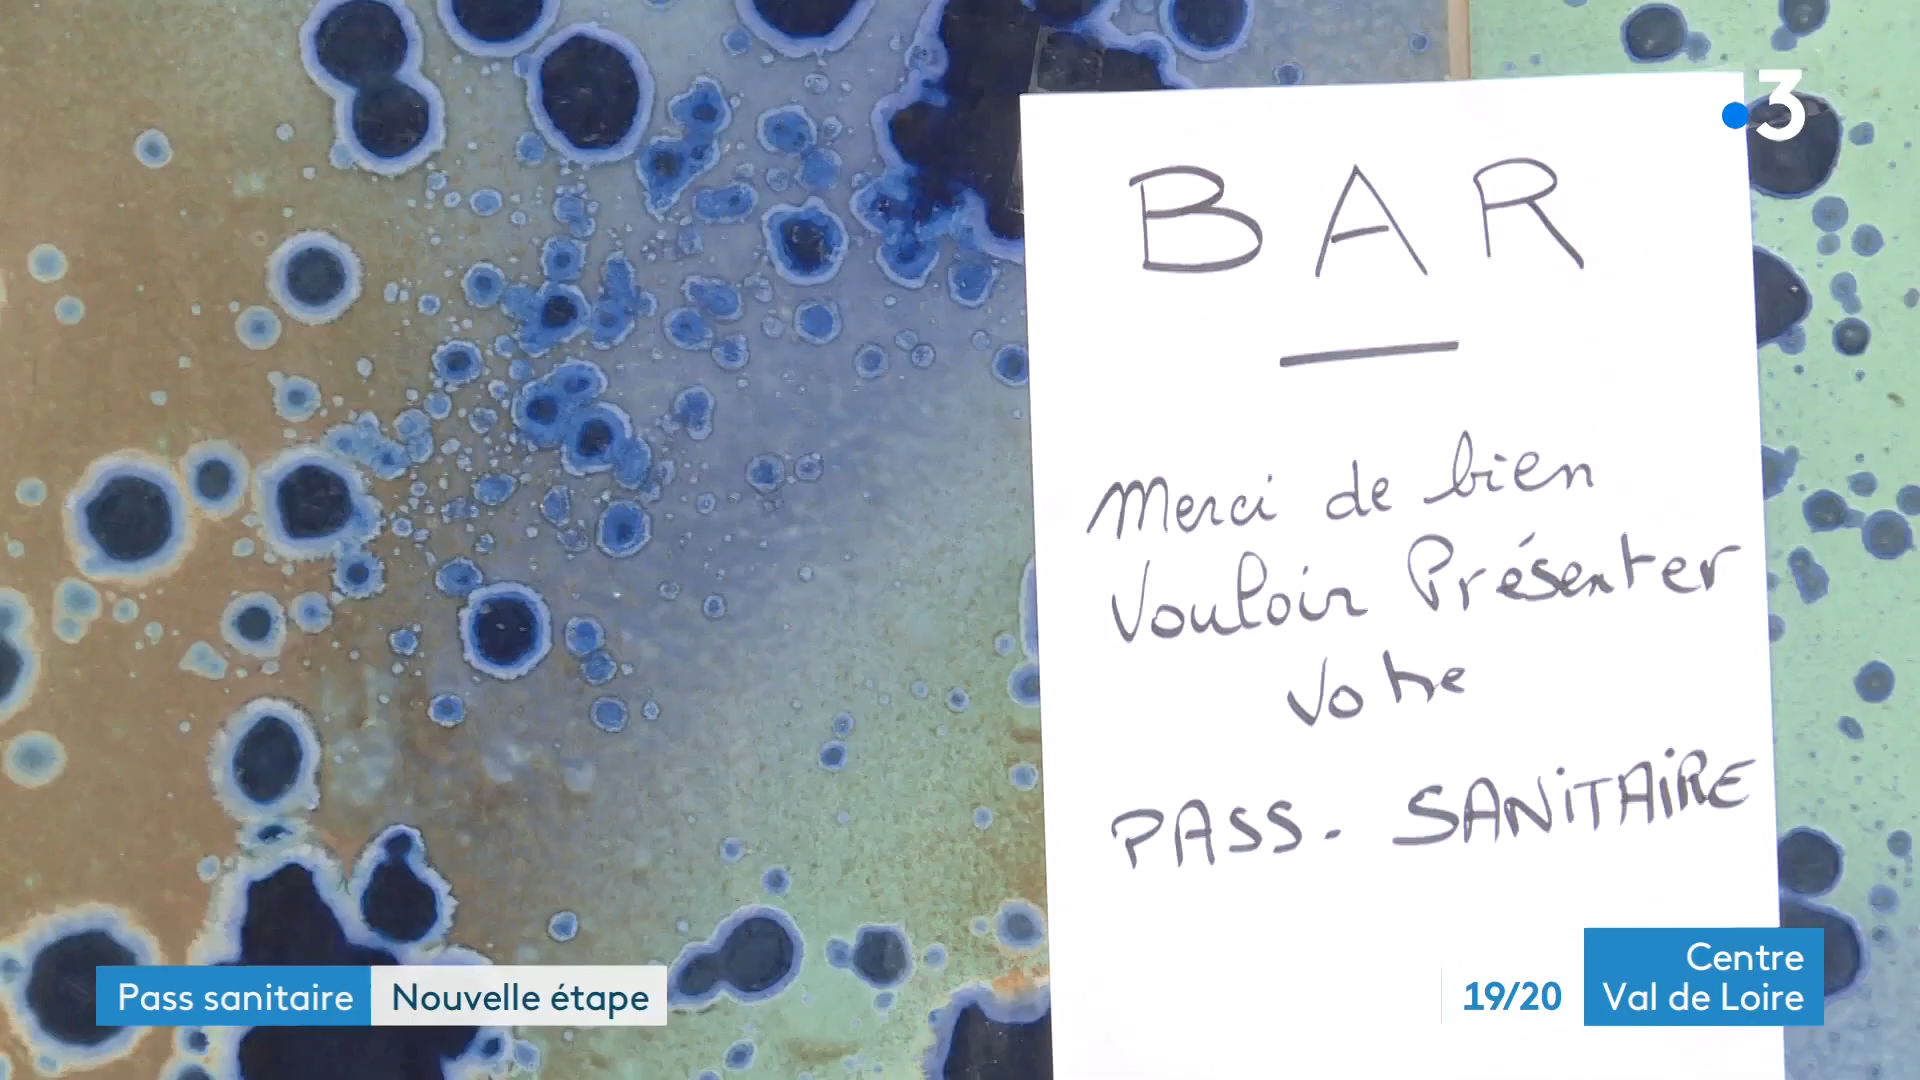 3
BAR
Merci de bien
Vouloir Présenter
Votre
PASS - SANiTAiRE
Pass sanitaire Nouvelle étape
19/20
Centre
Val de Loire